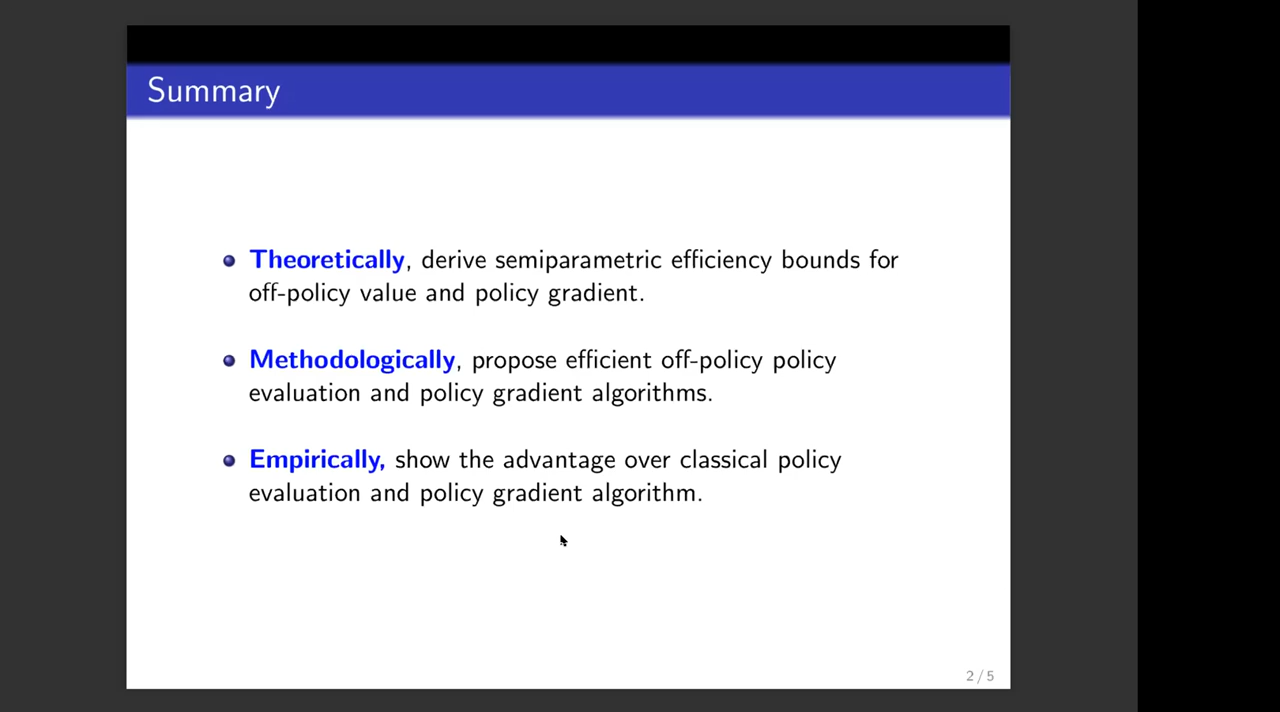 Summary
Theoretically, derive semiparametric efficiency bounds for
off-policy value and policy gradient.
Methodologically, propose efficient off-policy policy
evaluation and policy gradient algorithms.
Empirically, show the advantage over classical policy
evaluation and policy gradient algorithm.
2 / 5